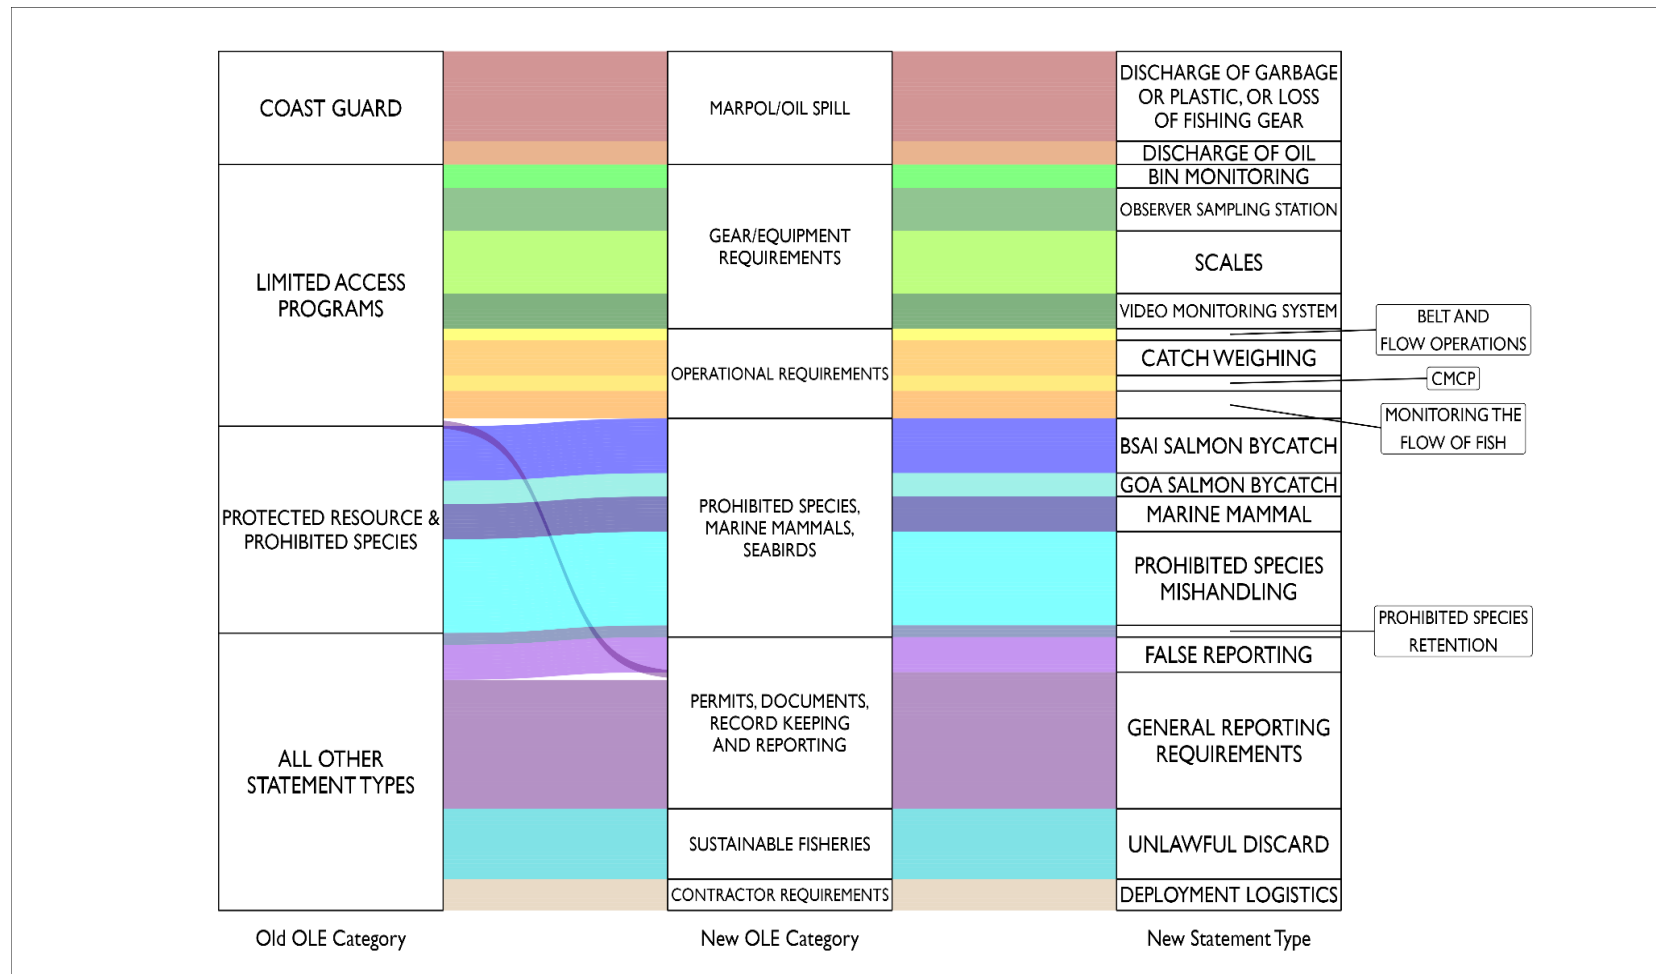 COAST GUARD
LIMITED ACCESS
PROGRAMS
PROTECTED RESOURCE &
PROHIBITED SPECIES
ALL OTHER
STATEMENT TYPES
Old OLE Category
MARPOL/OIL SPILL
GEAR/EQUIPMENT
REQUIREMENTS
OPERATIONAL REQUIREMENTS
PROHIBITED SPECIES,
MARINE MAMMALS,
SEABIRDS
PERMITS, DOCUMENTS,
RECORD KEEPING
AND REPORTING
SUSTAINABLE FISHERIES
CONTRACTOR REQUIREMENTS
New OLE Category
DISCHARGE OF GARBAGE
OR PLASTIC, OR LOSS
OF FISHING GEAR
DISCHARGE OF OIL
BIN MONITORING
OBSERVER SAMPLING STATION
SCALES
VIDEO MONITORING SYSTEM
BELT AND
FLOW OPERATIONS
CATCH WEIGHING
CMCP
MONITORING THE
FLOW OF FISH
BSAI SALMON BYCATCH
GOA SALMON BYCATCH
MARINE MAMMAL
PROHIBITED SPECIES
MISHANDLING
PROHIBITED SPECIES
RETENTION
FALSE REPORTING
GENERAL REPORTING
REQUIREMENTS
UNLAWFUL DISCARD
DEPLOYMENT LOGISTICS
New Statement Type